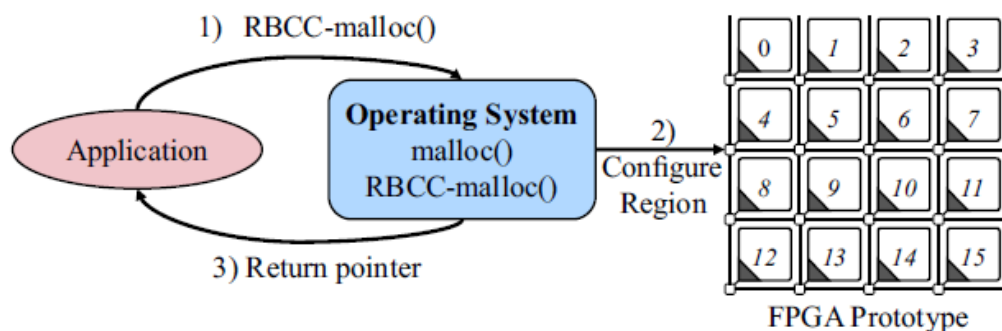 1) RBCC-malloc()
Application
Operating System
malloc()
RBCC-malloc()
2)
Configure
Region
3) Return pointer
0 1 2 3
4 5 6 7
8 9 10 11
12 13 14 15
FPGA Prototype